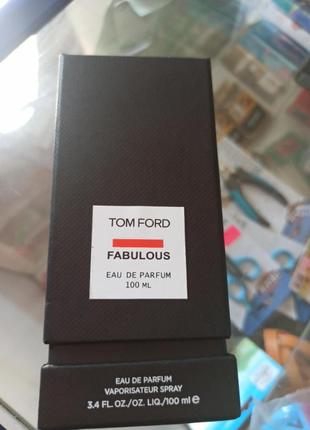 TOM FORD
FABULOUS
EAU DE PARFUM
100 ML
EAU DE PARFUM
VAPORISATEUR SPRAY
3.4 FL. OZ./OZ. LIQ./100 ml ℮